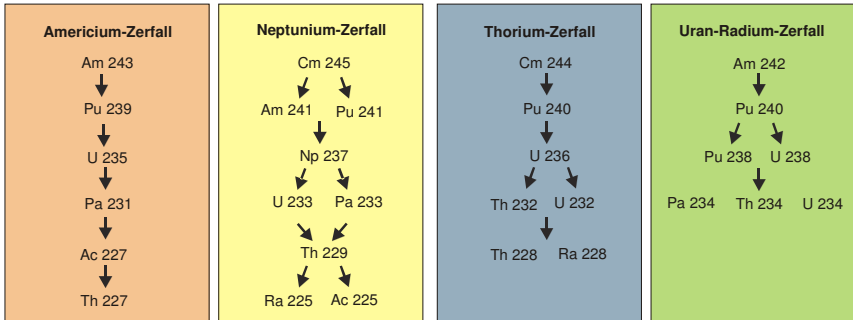 Americium-Zerfall
Am 243
Pu 239
U 235
Pa 231
Ac 227
Th 227
Neptunium-Zerfall
Cm 245
Am 241 Pu 241
Np 237
U 233 Pa 233
Th 229
Ra 225 Ac 225
Thorium-Zerfall
Cm 244
Pu 240
U 236
Th 232 U 232
Th 228 Ra 228
Uran-Radium-Zerfall
Am 242
Pu 240
Pu 238 U 238
Pa 234 Th 234 U 234